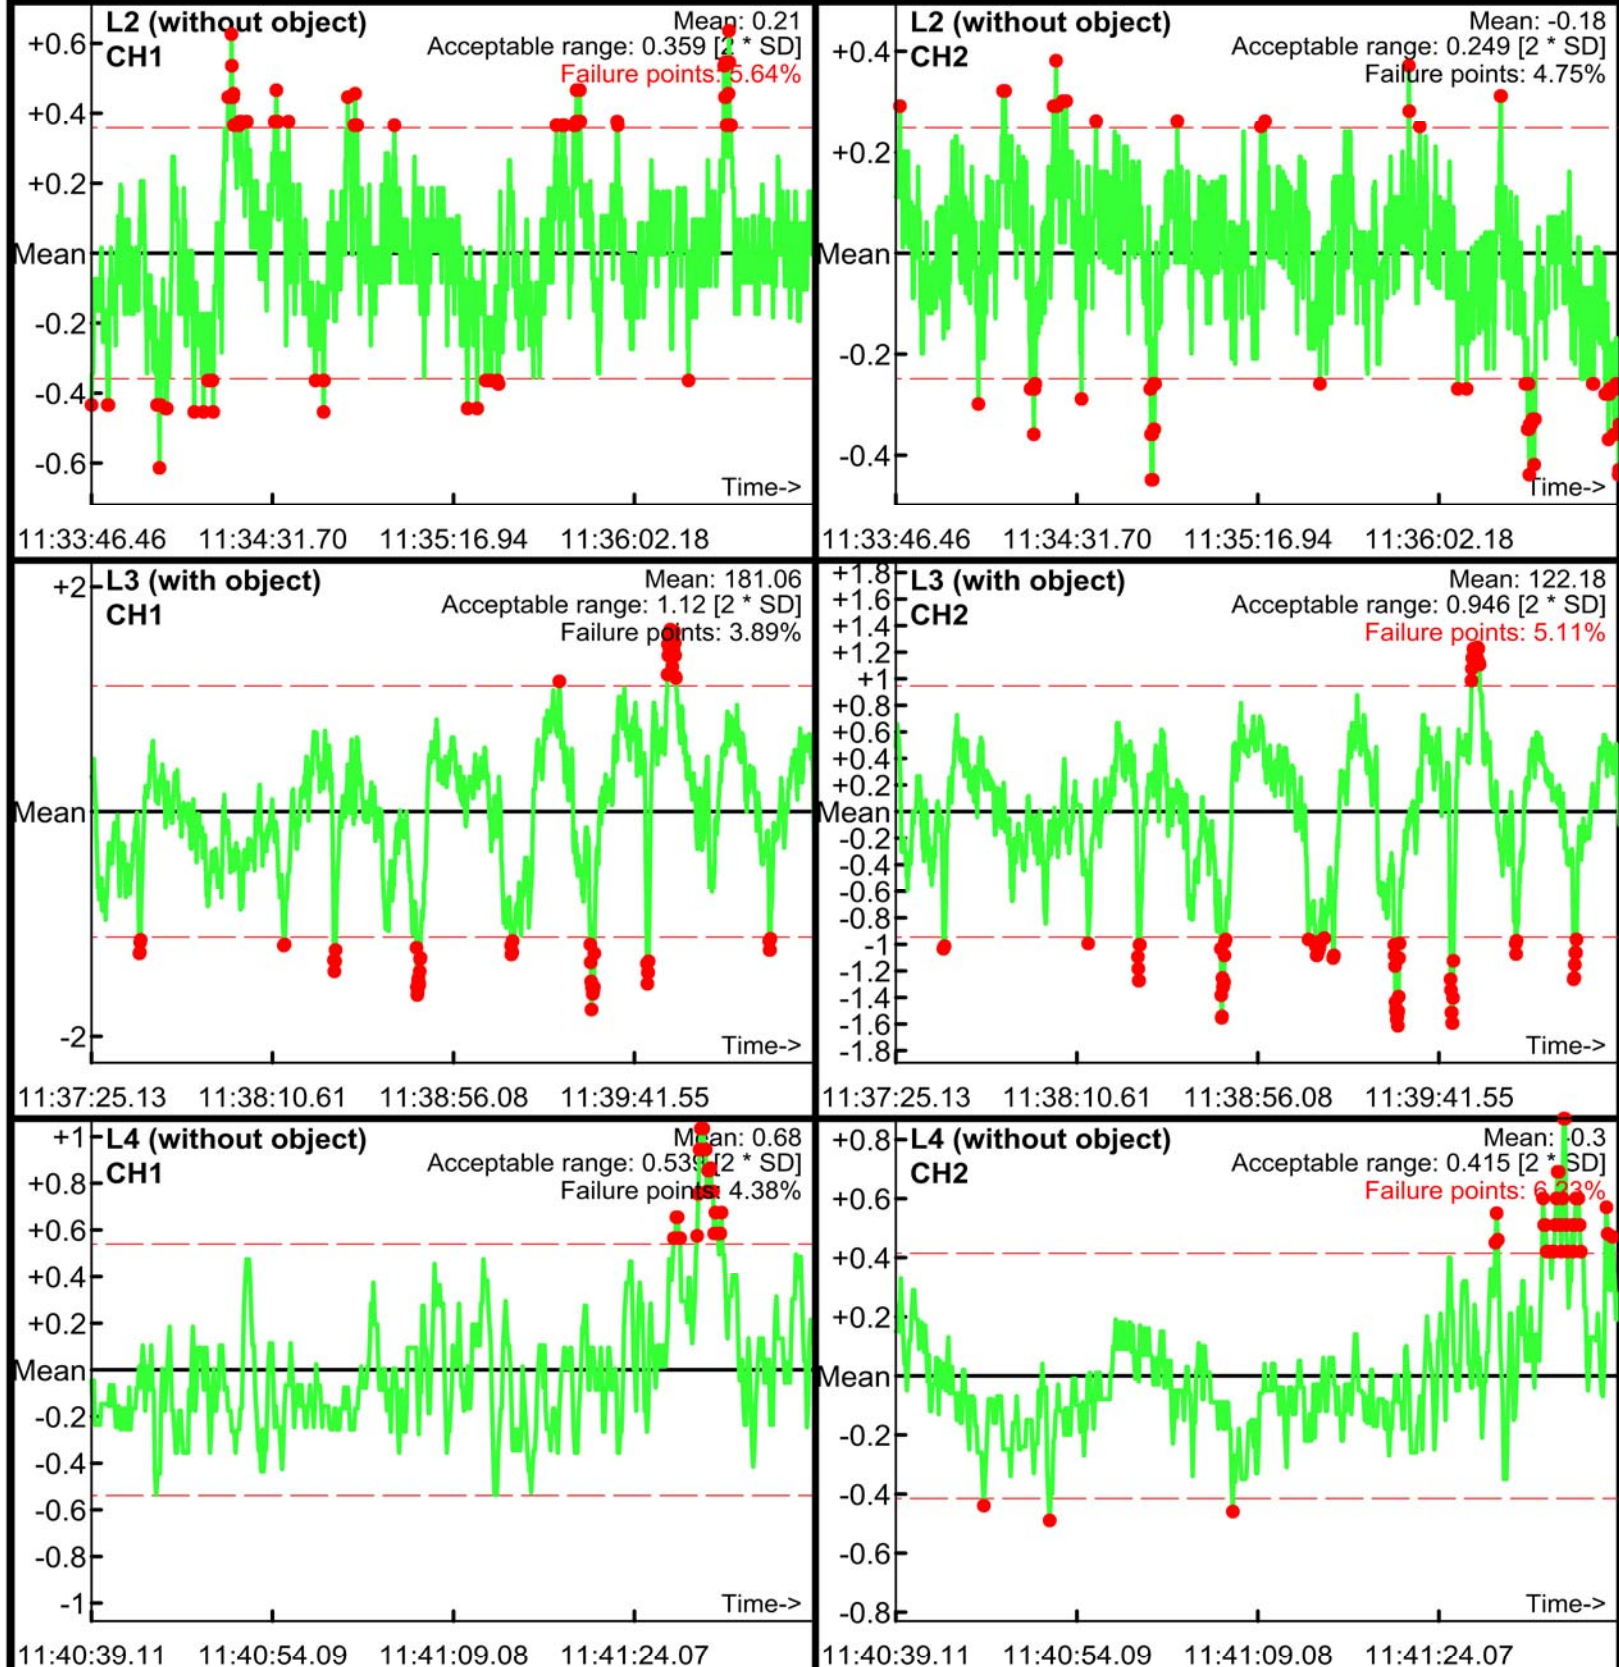 L2 (without object)
CH1
Mean: 0.21
Acceptable range: 0.359 [2 * SD]
Failure points: 5.64%
+0.6
+0.4
+0.2
Mean
-0.2
-0.4
-0.6
Time->
11:33:46.46 11:34:31.70 11:35:16.94 11:36:02.18
L2 (without object)
CH2
Mean: -0.18
Acceptable range: 0.249 [2 * SD]
Failure points: 4.75%
+0.4
+0.2
Mean
-0.2
-0.4
Time->
11:33:46.46 11:34:31.70 11:35:16.94 11:36:02.18
L3 (with object)
CH1
Mean: 181.06
Acceptable range: 1.12 [2 * SD]
Failure points: 3.89%
+2
Mean
-2
Time->
11:37:25.13 11:38:10.61 11:38:56.08 11:39:41.55
L3 (with object)
CH2
Mean: 122.18
Acceptable range: 0.946 [2 * SD]
Failure points: 5.11%
+1.8
+1.6
+1.4
+1.2
+1
+0.8
+0.6
+0.4
+0.2
Mean
-0.2
-0.4
-0.6
-0.8
-1
-1.2
-1.4
-1.6
-1.8
Time->
11:37:25.13 11:38:10.61 11:38:56.08 11:39:41.55
L4 (without object)
CH1
Mean: 0.68
Acceptable range: 0.539 [2 * SD]
Failure points: 4.38%
+1
+0.8
+0.6
+0.4
+0.2
Mean
-0.2
-0.4
-0.6
-0.8
-1
Time->
11:40:39.11 11:40:54.09 11:41:09.08 11:41:24.07
L4 (without object)
CH2
Mean: -0.3
Acceptable range: 0.415 [2 * SD]
Failure points:
+0.8
+0.6
+0.4
+0.2
Mean
-0.2
-0.4
-0.6
-0.8
Time->
11:40:39.11 11:40:54.09 11:41:09.08 11:41:24.07